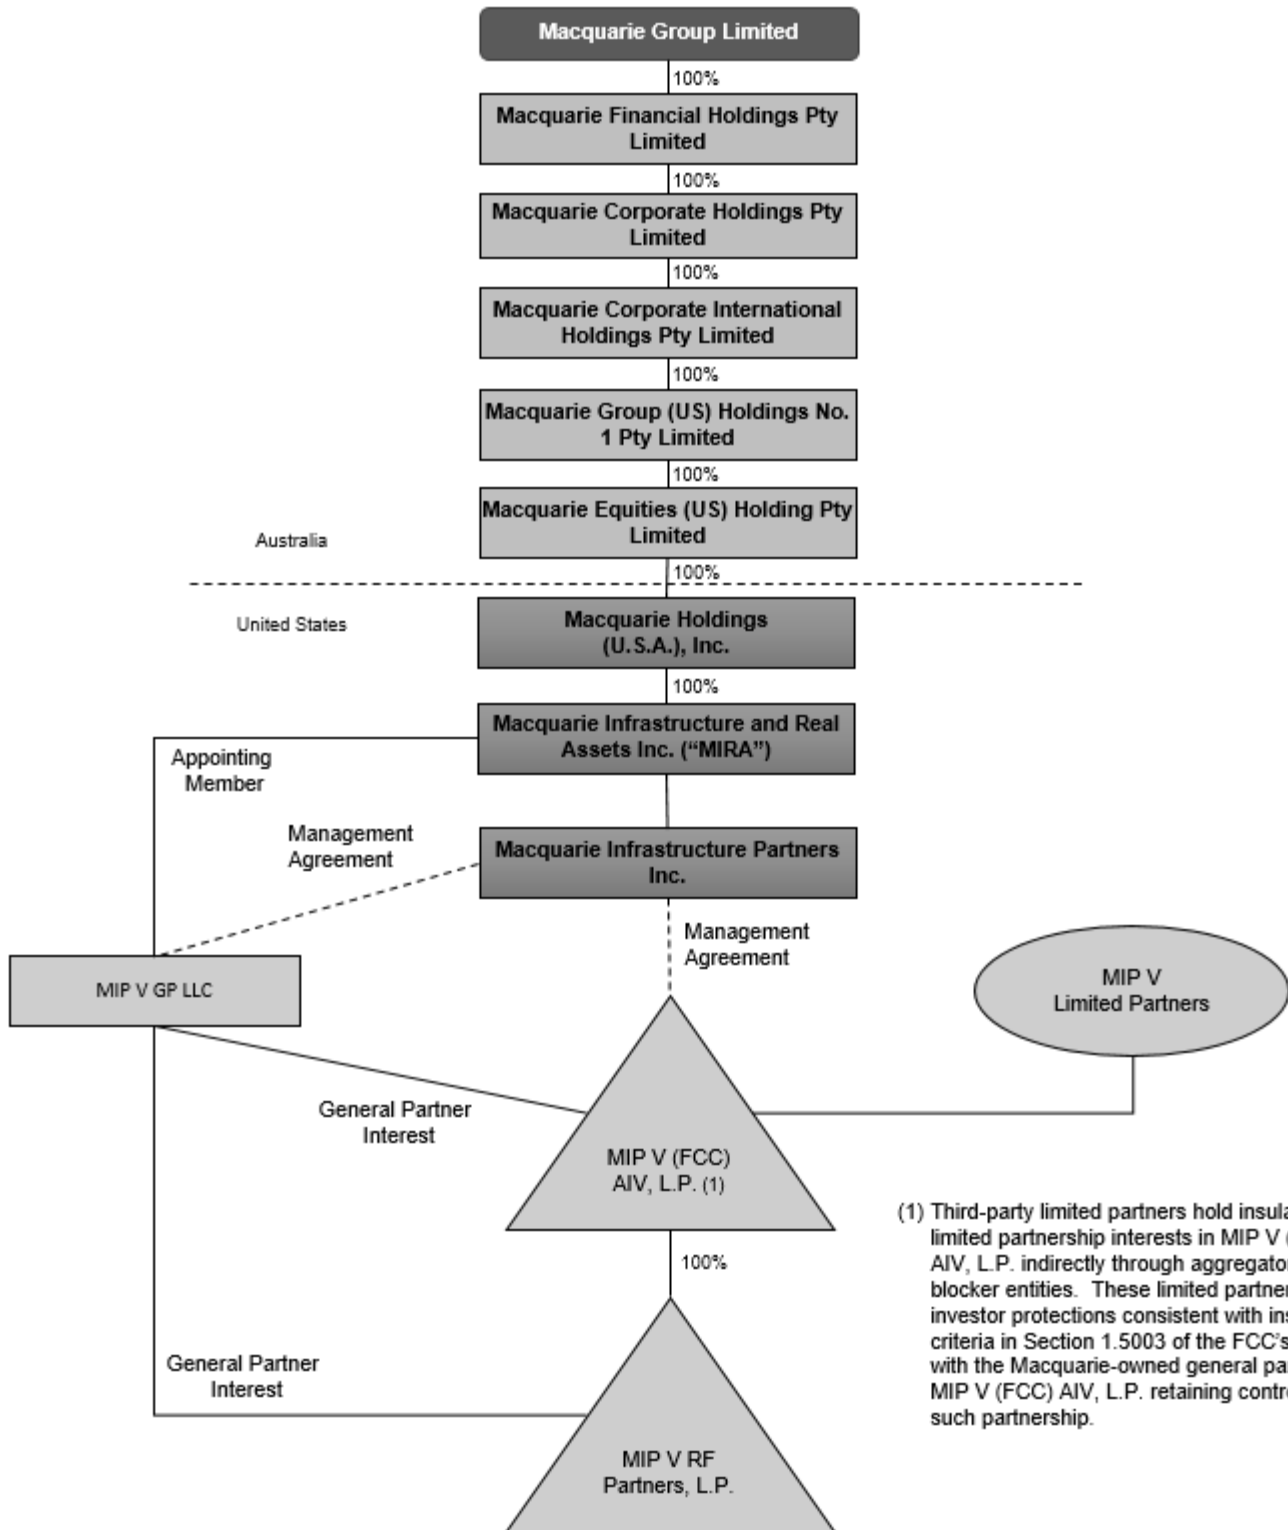 Macquarie Group Limited
100%
Macquarie Financial Holdings Pty
Limited
100%
Macquarie Corporate Holdings Pty
Limited
100%
Macquarie Corporate International
Holdings Pty Limited
100%
Macquarie Group (US) Holdings No.
1 Pty Limited
100%
Macquarie Equities (US) Holding Pty
Limited
Australia
100%
United States
Macquarie Holdings
(U.S.A.), Inc.
100%
Macquarie Infrastructure and Real
Assets Inc. (“MIRA”)
Appointing
Member
Management
Agreement
Macquarie Infrastructure Partners
Inc.
Management
Agreement
MIP V GP LLC
MIP V
Limited Partners
General Partner
Interest
MIP V (FCC)
AIV, L.P. (1)
(1) Third-party limited partners hold
limited partnership interests in MIP V
AIV, L.P. indirectly through
blocker entities. These limited
investor protections consistent with
criteria in Section 1.5003 of the FCC’s
with the Macquarie-owned general
MIP V (FCC) AIV, L.P. retaining
such partnership.
100%
General Partner
Interest
MIP V RF
Partners, L.P.